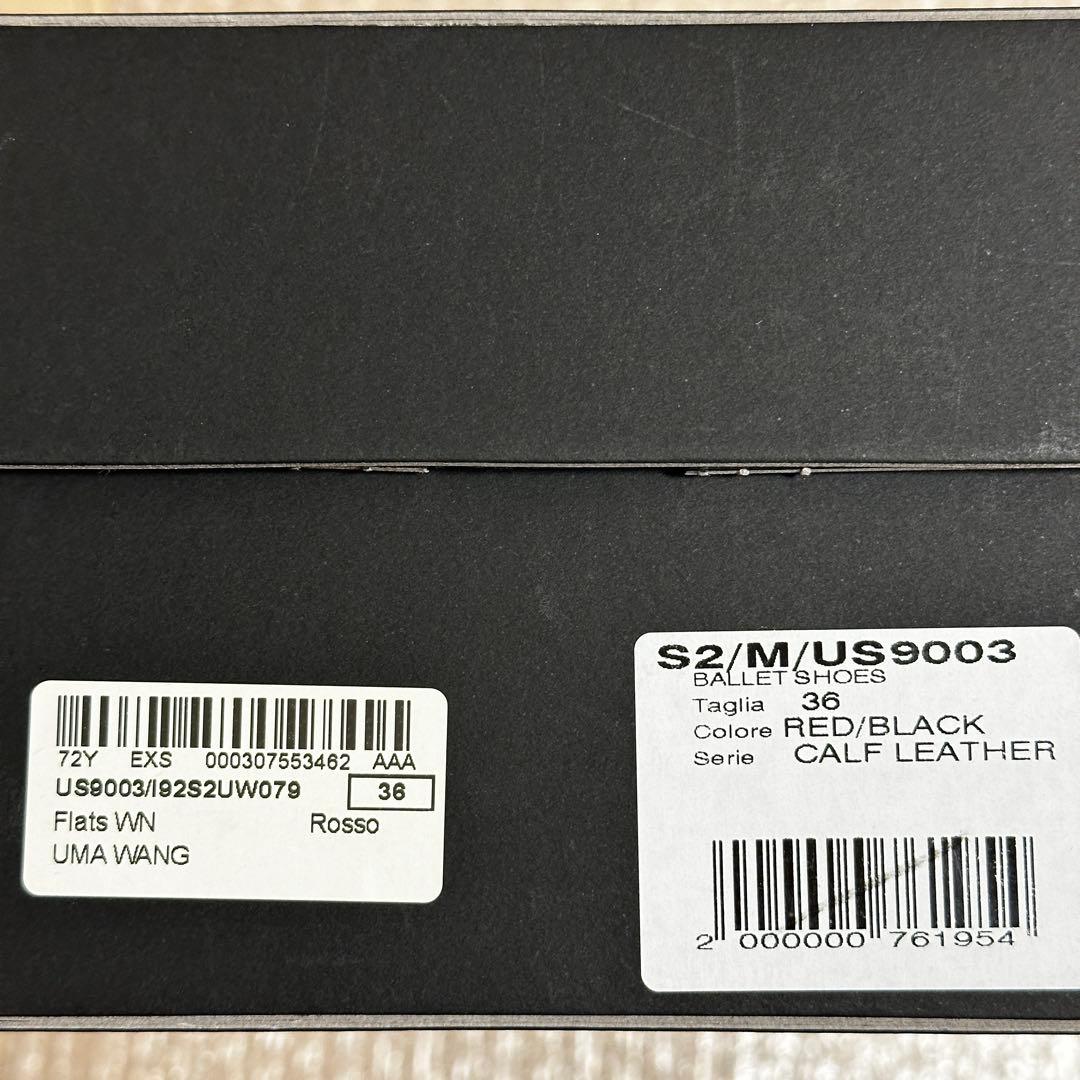 S2/M/US9003
BALLET SHOES
Taglia 36
Colore RED/BLACK
Serie CALF LEATHER
2 000000 761954
72Y EXS 000307553462 AAA
US9003/I92S2UW079 36
Flats WN Rosso
UMA WANG